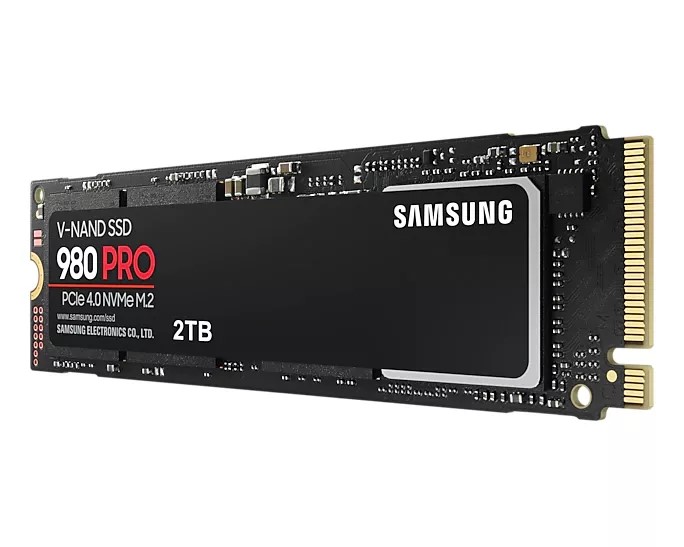 V-NAND SSD
980 PRO
PCIe 4.0 NVMe M.2
www.samsung.com/ssd
SAMSUNG ELECTRONICS CO., LTD.
2TB
SAMSUNG